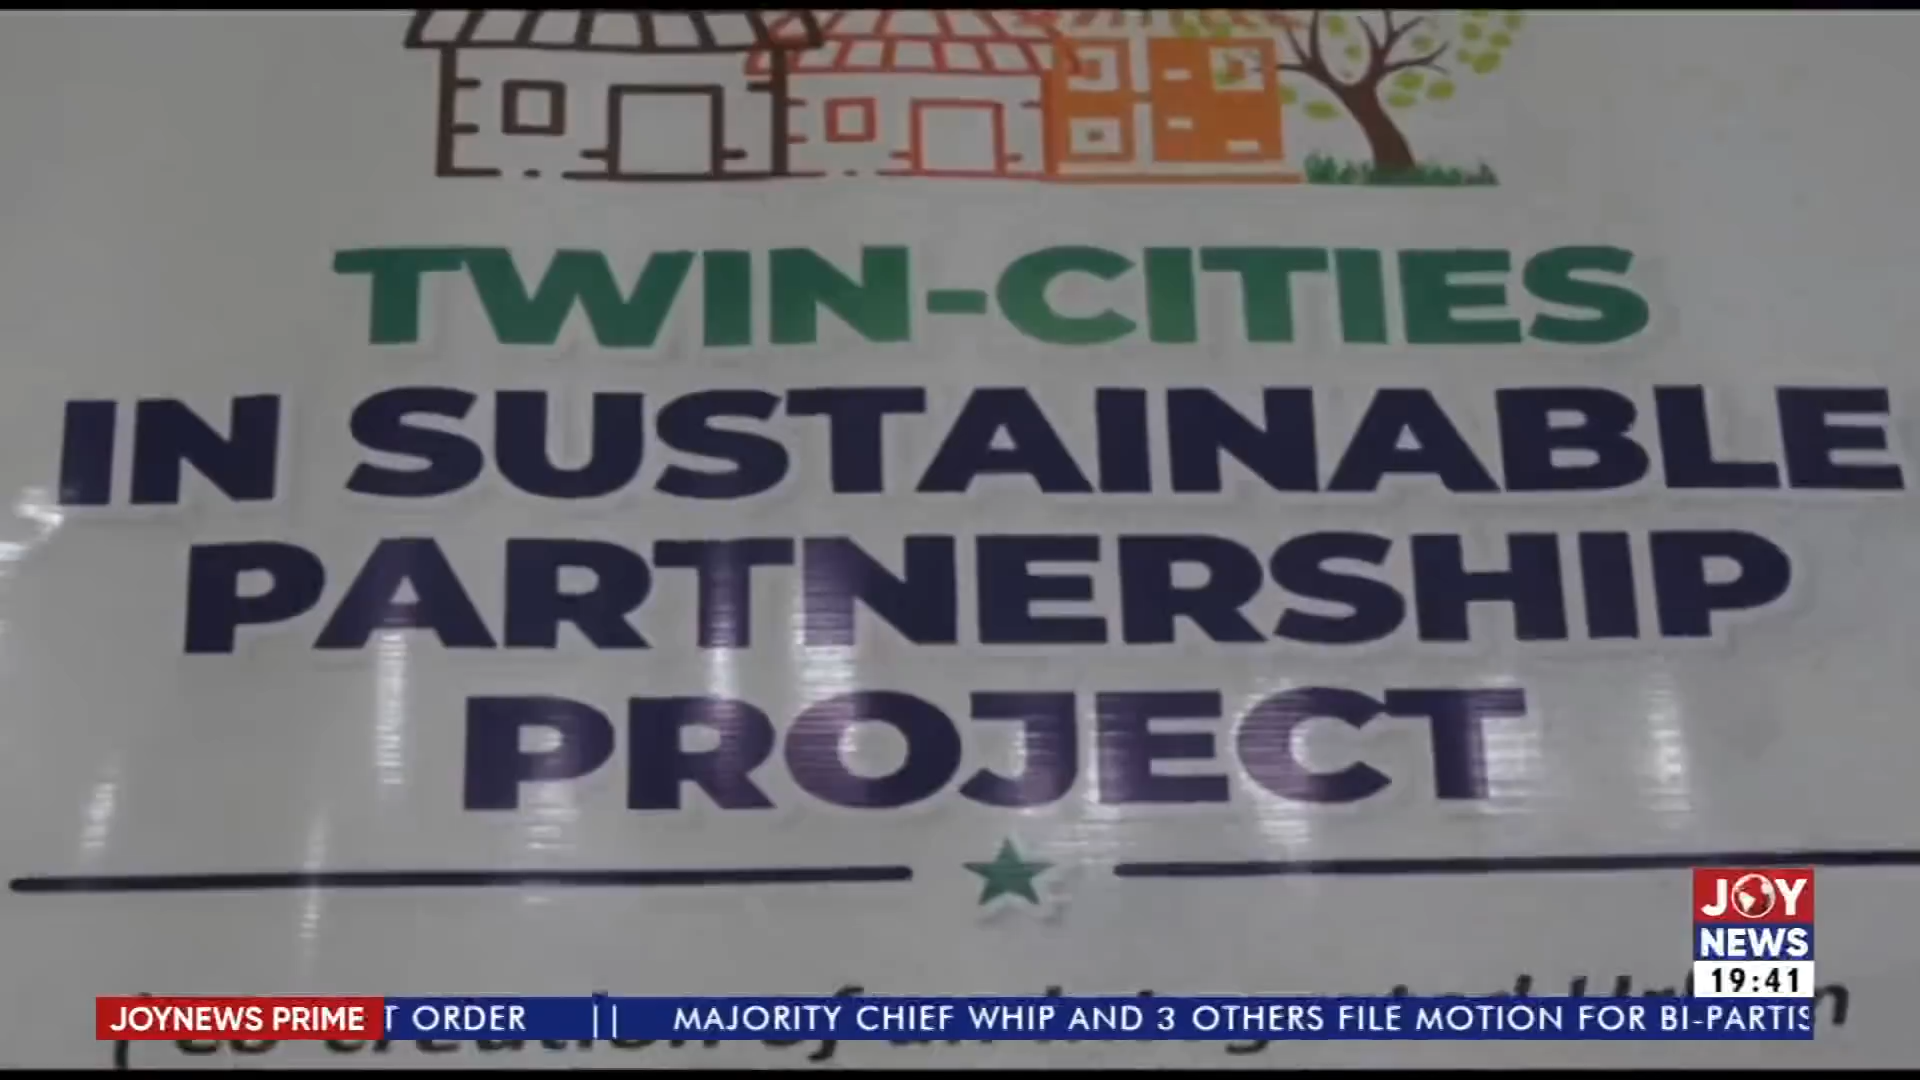 TWIN-CITIES
IN SUSTAINABLE
PARTNERSHIP
PROJECT
JOY
NEWS
19:41
JOYNEWS PRIME T ORDER || MAJORITY CHIEF WHIP AND 3 OTHERS FILE MOTION FOR BI-PARTIS